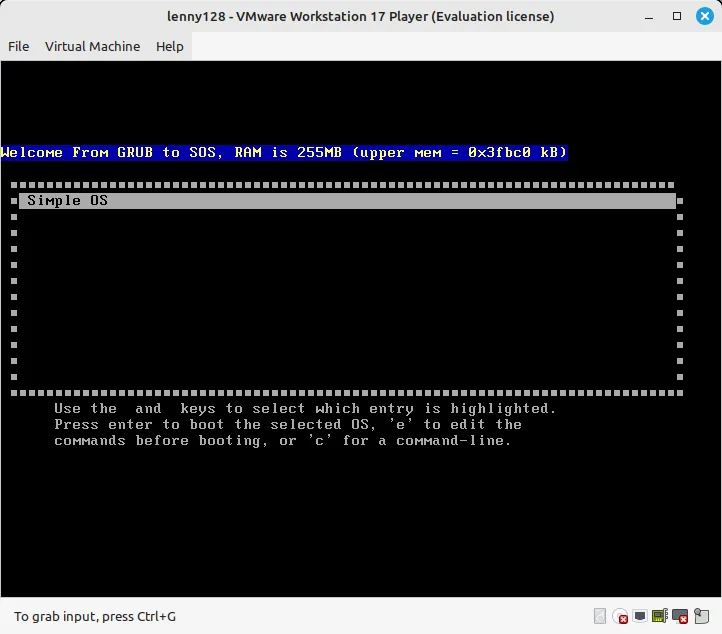 lenny128 - VMware Workstation 17 Player (Evaluation license)
File Virtual Machine Help
Welcome From GRUB to SOS, RAM is 255MB (upper mem = 0x3fbc0 kB)
Simple OS
Use the and keys to select which entry is highlighted.
Press enter to boot the selected OS, 'e' to edit the
commands before booting, or 'c' for a command-line.
To grab input, press Ctrl+G